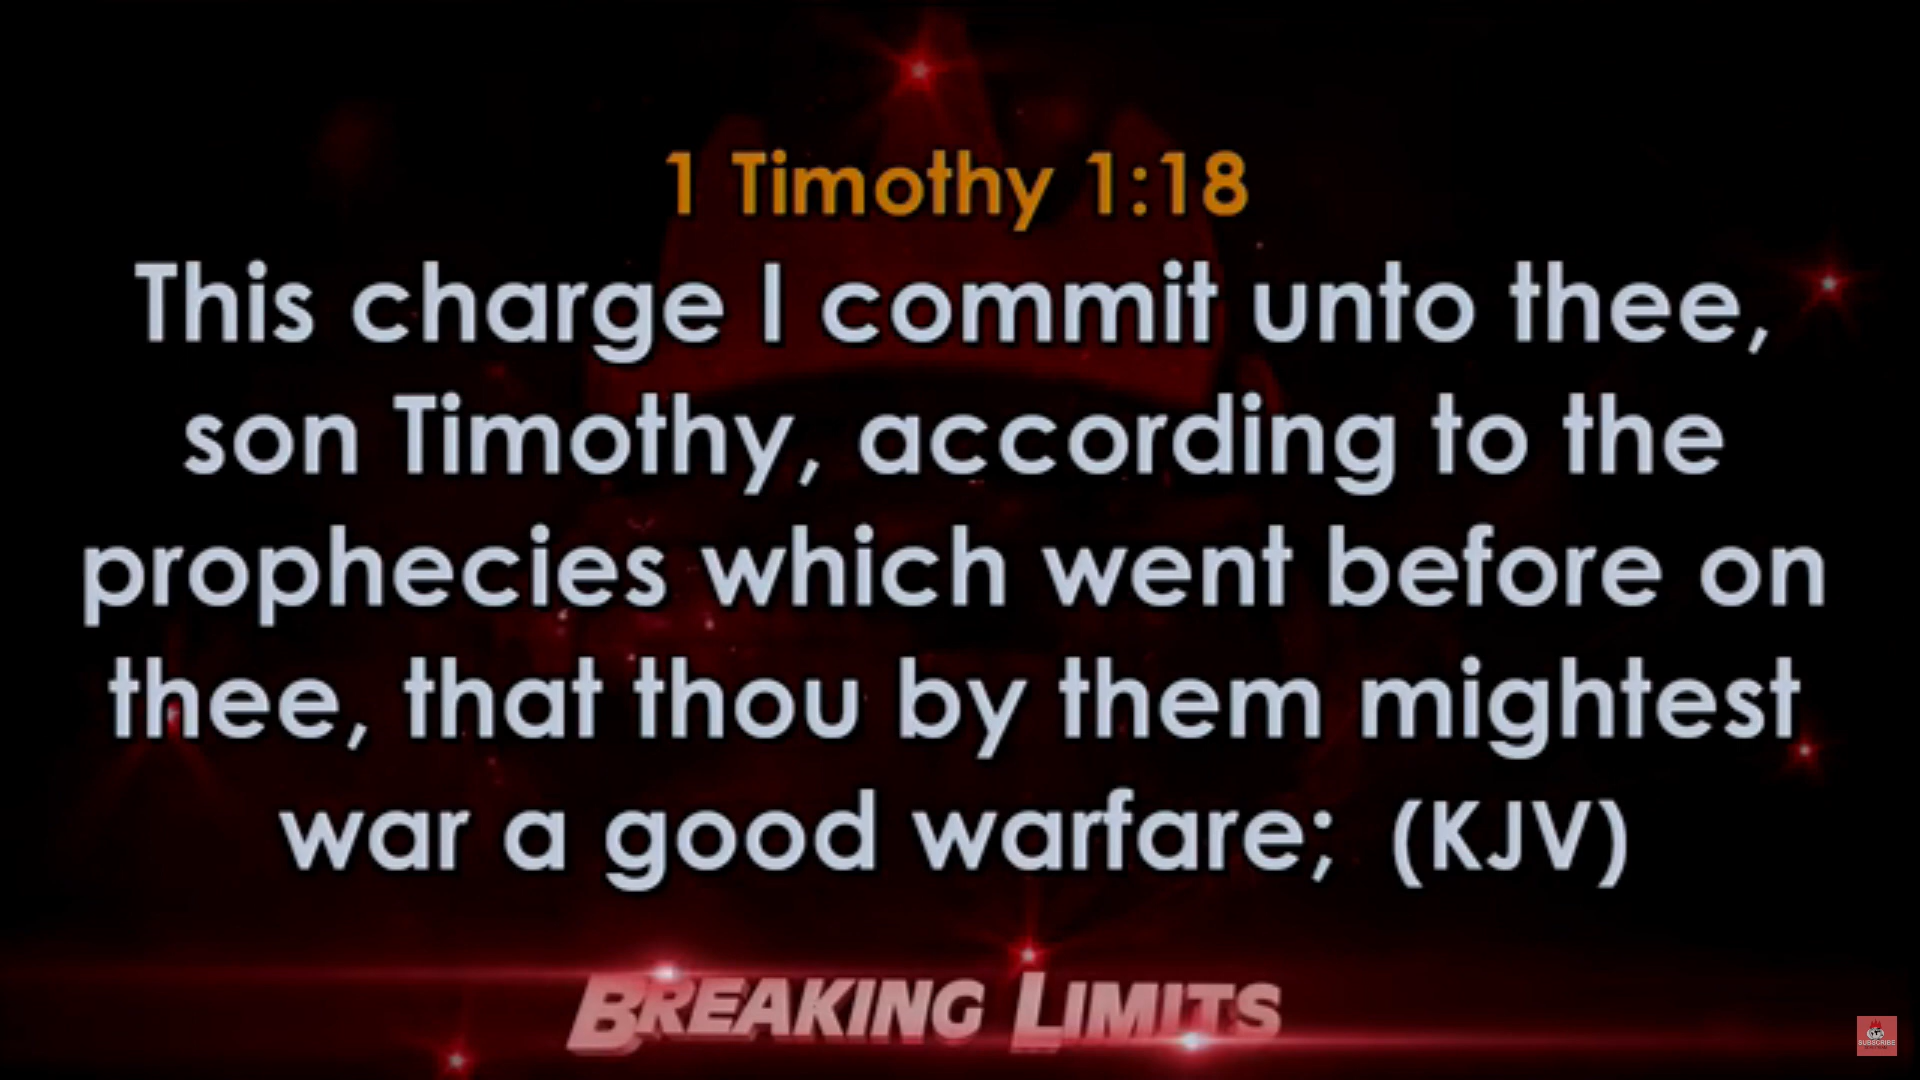 1 Timothy 1:18
This charge I commit unto thee,
son Timothy, according to the
prophecies which went before on
thee, that thou by them mightest
war a good warfare; (KJV)
BREAKING LIMITS
SUBSCRIBE